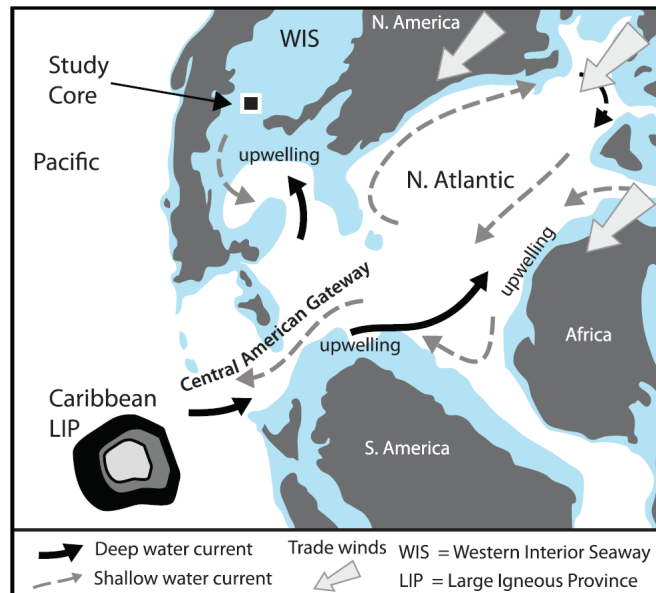 N. America
WIS
Study
Core
Pacific
upwelling
N. Atlantic
upwelling
Central American Gateway
upwelling
Africa
Caribbean
LIP
S. America
Deep water current
Trade winds
WIS = Western Interior Seaway
Shallow water current
LIP = Large Igneous Province